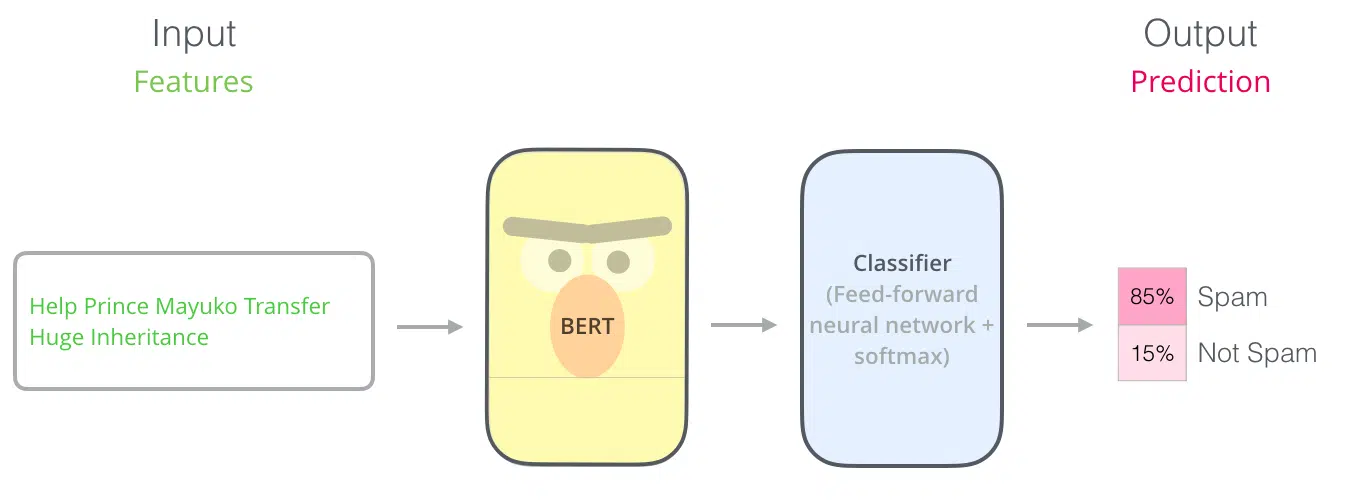 Input
Features
Output
Prediction
Help Prince Mayuko Transfer
Huge Inheritance
BERT
Classifier
(Feed-forward
neural network +
softmax)
85% Spam
15% Not Spam